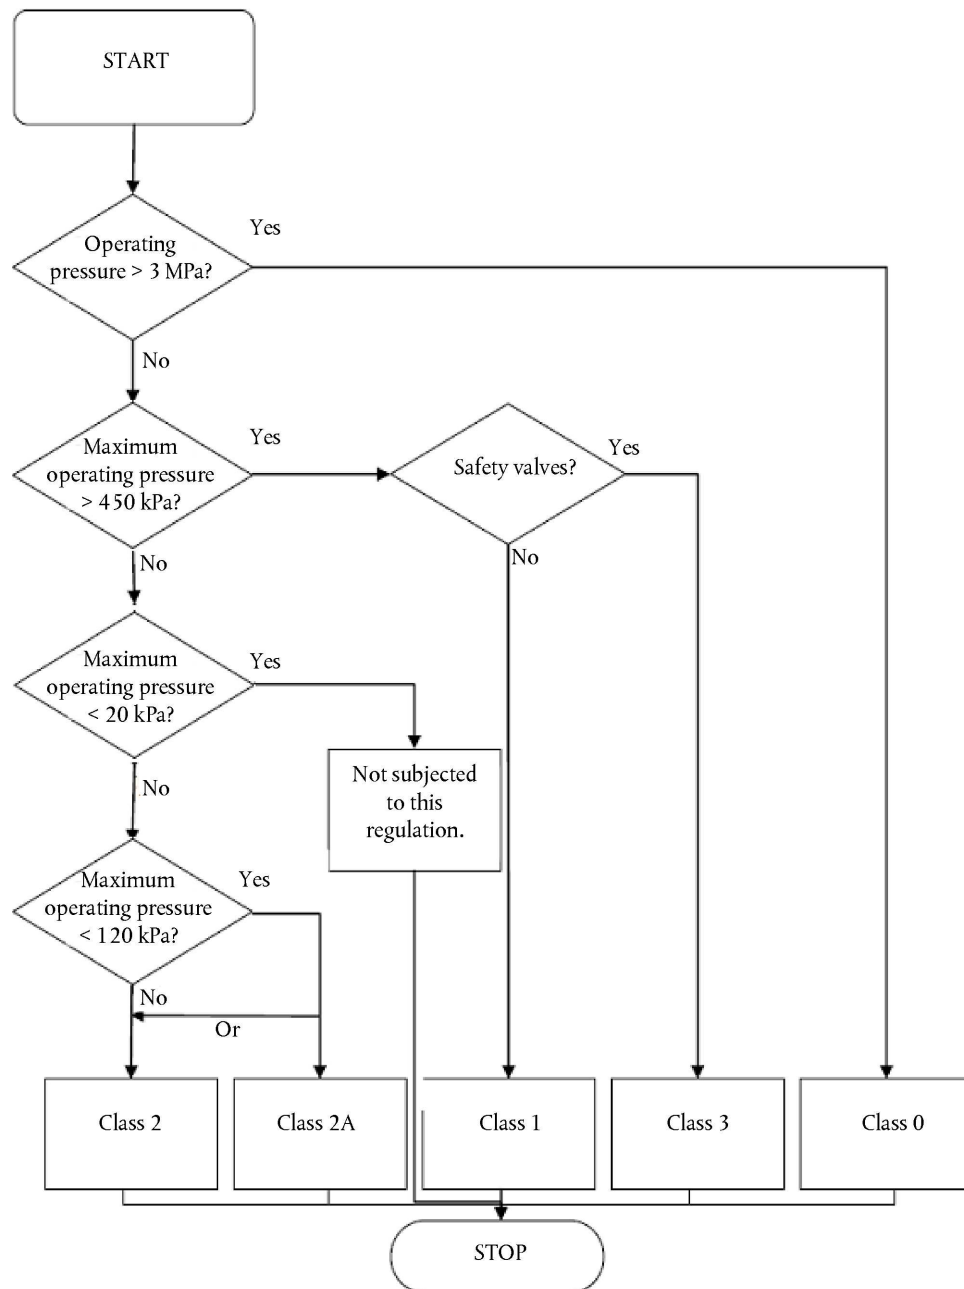 START
Yes
Operating
pressure > 3 MPa?
No
Maximum
operating pressure
> 450 kPa?
Yes
Safety valves?
Yes
No
No
Maximum
operating pressure
< 20 kPa?
Yes
Not subjected
to this
regulation.
No
Maximum
operating pressure
< 120 kPa?
Yes
No
Or
Class 2
Class 2A
Class 1
Class 3
Class 0
STOP